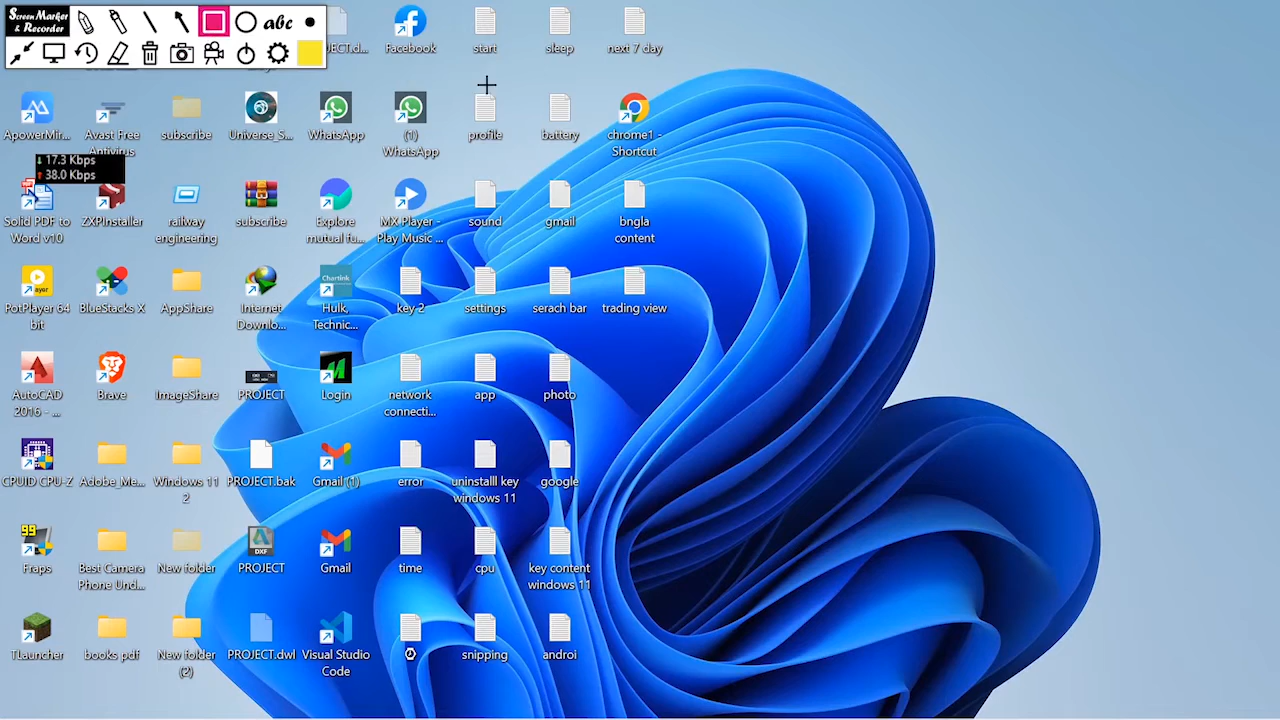 Screen Marker
& Recorder
abc
JECT.d...
Facebook
start
sleep
next 7 day
ApowerMir...
Avast Free
Antivirus
subscribe
Universe_S...
WhatsApp
(1)
WhatsApp
profile
battery
chrome1 -
Shortcut
17.3 Kbps
38.0 Kbps
Solid PDF to
Word v10
ZXPInstaller
railway
engineering
subscribe
Explore
mutual fu...
MX Player -
Play Music ...
sound
gmail
bngla
content
PotPlayer 64
bit
BlueStacks X
AppShare
Internet
Downlo...
Chartink
Hulk,
Technic...
key 2
settings
serach bar
trading view
AutoCAD
2016 - ...
Brave
ImageShare
PROJECT
Login
network
connecti...
app
photo
CPUID CPU-Z
Adobe_Me...
Windows 11
2
PROJECT.bak
Gmail (1)
error
uninstalll key
windows 11
google
99
Fraps
Best Camera
Phone Und...
New folder
DXF
PROJECT
Gmail
time
cpu
key content
windows 11
TLauncher
books pdf
New folder
(2)
PROJECT.dwl
Visual Studio
Code
snipping
androi